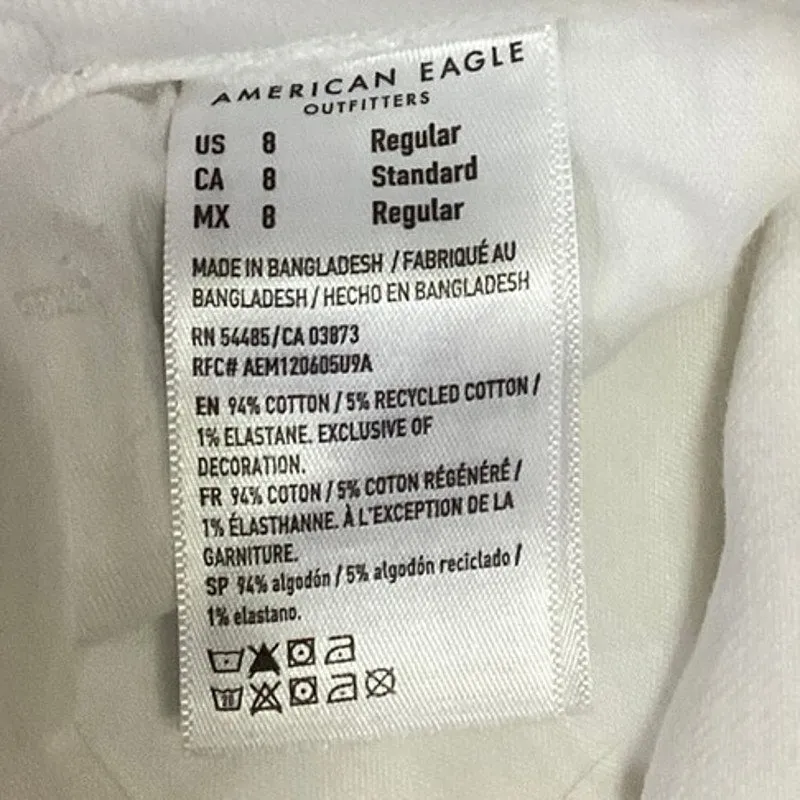 AMERICAN EAGLE
OUTFITTERS
US 8 Regular
CA 8 Standard
MX 8 Regular
MADE IN BANGLADESH / FABRIQUÉ AU
BANGLADESH / HECHO EN BANGLADESH
RN 54485/CA 03873
RFC# AEM120605U9A
EN 94% COTTON / 5% RECYCLED COTTON /
1% ELASTANE. EXCLUSIVE OF
DECORATION.
FR 94% COTON / 5% COTON RÉGÉNÉRÉ /
1% ÉLASTHANNE. À L'EXCEPTION DE LA
GARNITURE.
SP 94% algodón / 5% algodón reciclado /
1% elastano.